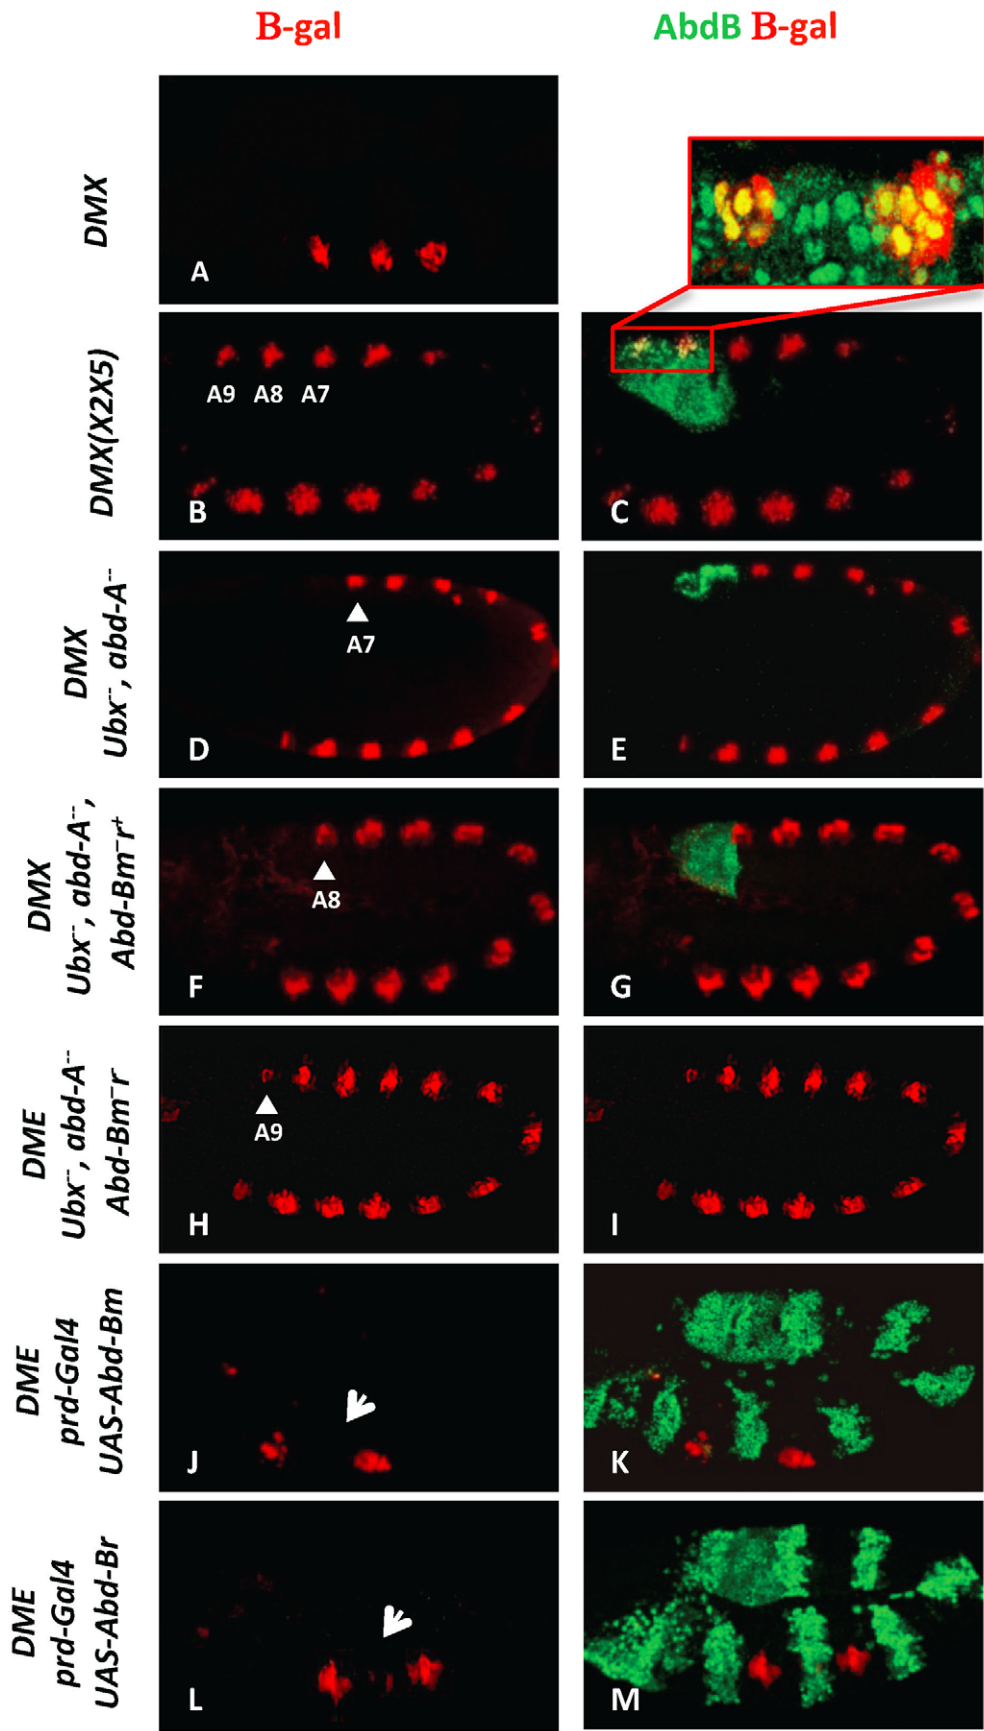 B-gal
AbdB B-gal
DMX
A
DMX(X2X5)
A9 A8 A7
B
C
DMX
Ubx⁻, abd-A⁻
A7
D
E
DMX
Ubx⁻, abd-A⁻,
Abd-Bm⁻r⁺
A8
F
G
DME
Ubx⁻, abd-A⁻
Abd-Bm⁻r
A9
H
I
DME
prd-Gal4
UAS-Abd-Bm
J
K
DME
prd-Gal4
UAS-Abd-Br
L
M